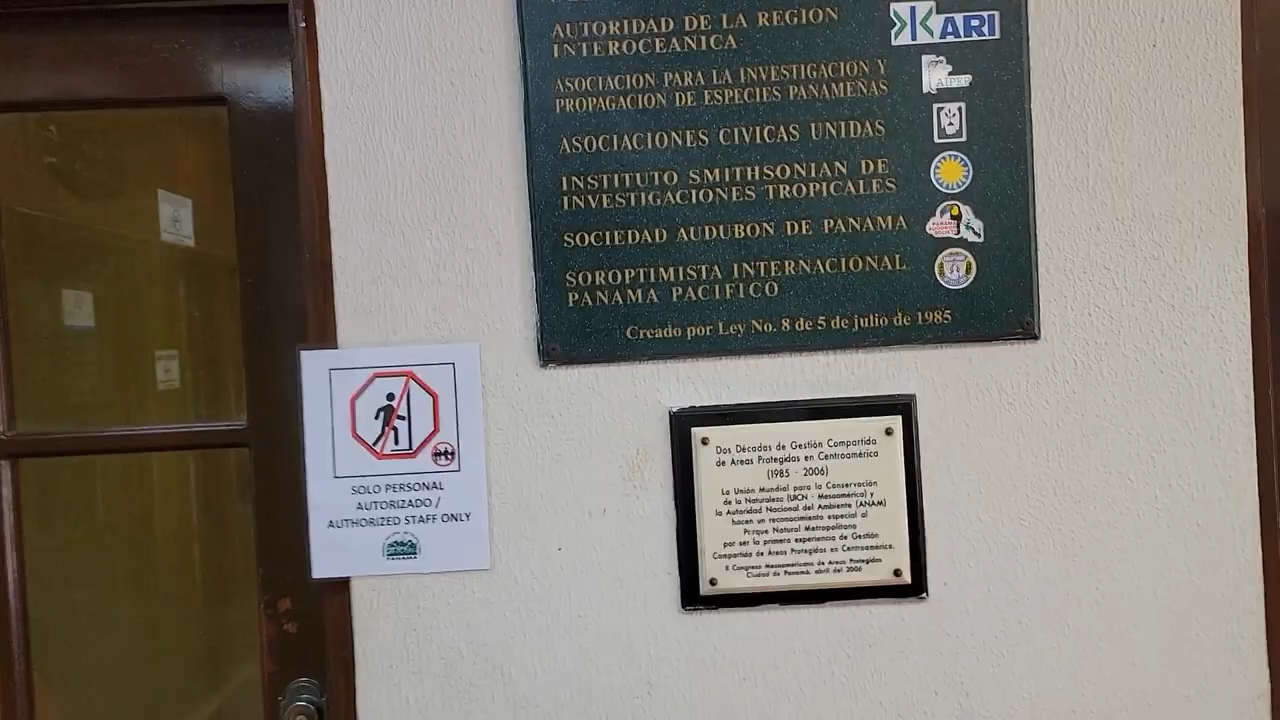 AUTORIDAD DE LA REGION
INTEROCEANICA
ARI
ASOCIACION PARA LA INVESTIGACION Y
PROPAGACION DE ESPECIES PANAMEÑAS
AIPEP
ASOCIACIONES CIVICAS UNIDAS
INSTITUTO SMITHSONIAN DE
INVESTIGACIONES TROPICALES
SOCIEDAD AUDUBON DE PANAMA
PANAMA
AUDUBON
SOCIETY
SOROPTIMISTA INTERNACIONAL
PANAMA PACIFICO
Creado por Ley No. 8 de 5 de julio de 1985
SOLO PERSONAL
AUTORIZADO /
AUTHORIZED STAFF ONLY
PANAMA
Dos Décadas de Gestión Compartida
de Areas Protegidas en Centroamérica
(1985 - 2006)
La Unión Mundial para la Conservación
de la Naturaleza (UICN - Mesoamérica) y
la Autoridad Nacional del Ambiente (ANAM)
hacen un reconocimiento especial al
Parque Natural Metropolitano
por ser la primera experiencia de Gestión
Compartida de Areas Protegidas en Centroamérica.
II Congreso Mesoamericano de Areas Protegidas
Ciudad de Panamá, abril del 2006